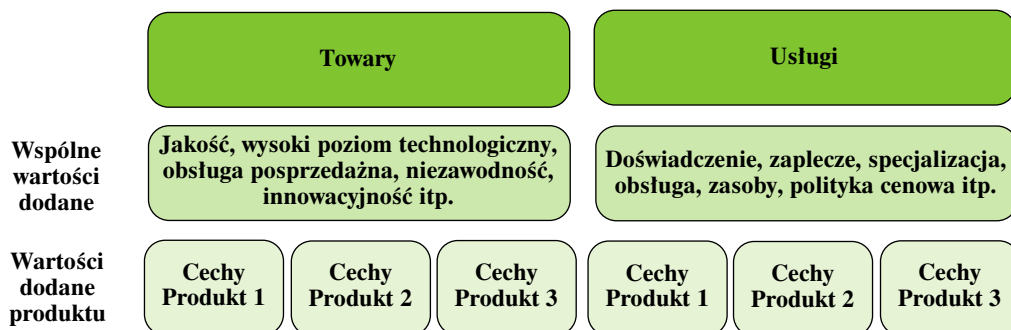 Towary
Usługi
Wspólne
wartości
dodane
Jakość, wysoki poziom technologiczny,
obsługa posprzedażna, niezawodność,
innowacyjność itp.
Doświadczenie, zaplecze, specjalizacja,
obsługa, zasoby, polityka cenowa itp.
Wartości
dodane
produktu
Cechy
Produkt 1
Cechy
Produkt 2
Cechy
Produkt 3
Cechy
Produkt 1
Cechy
Produkt 2
Cechy
Produkt 3